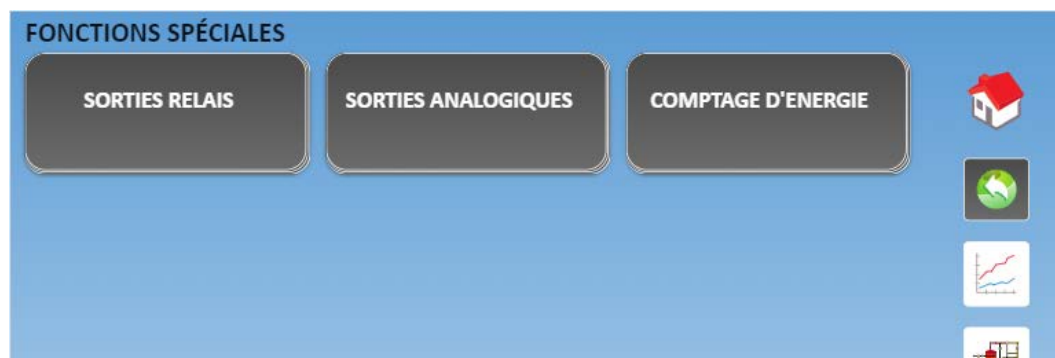 FONCTIONS SPÉCIALES
SORTIES RELAIS
SORTIES ANALOGIQUES
COMPTAGE D'ENERGIE